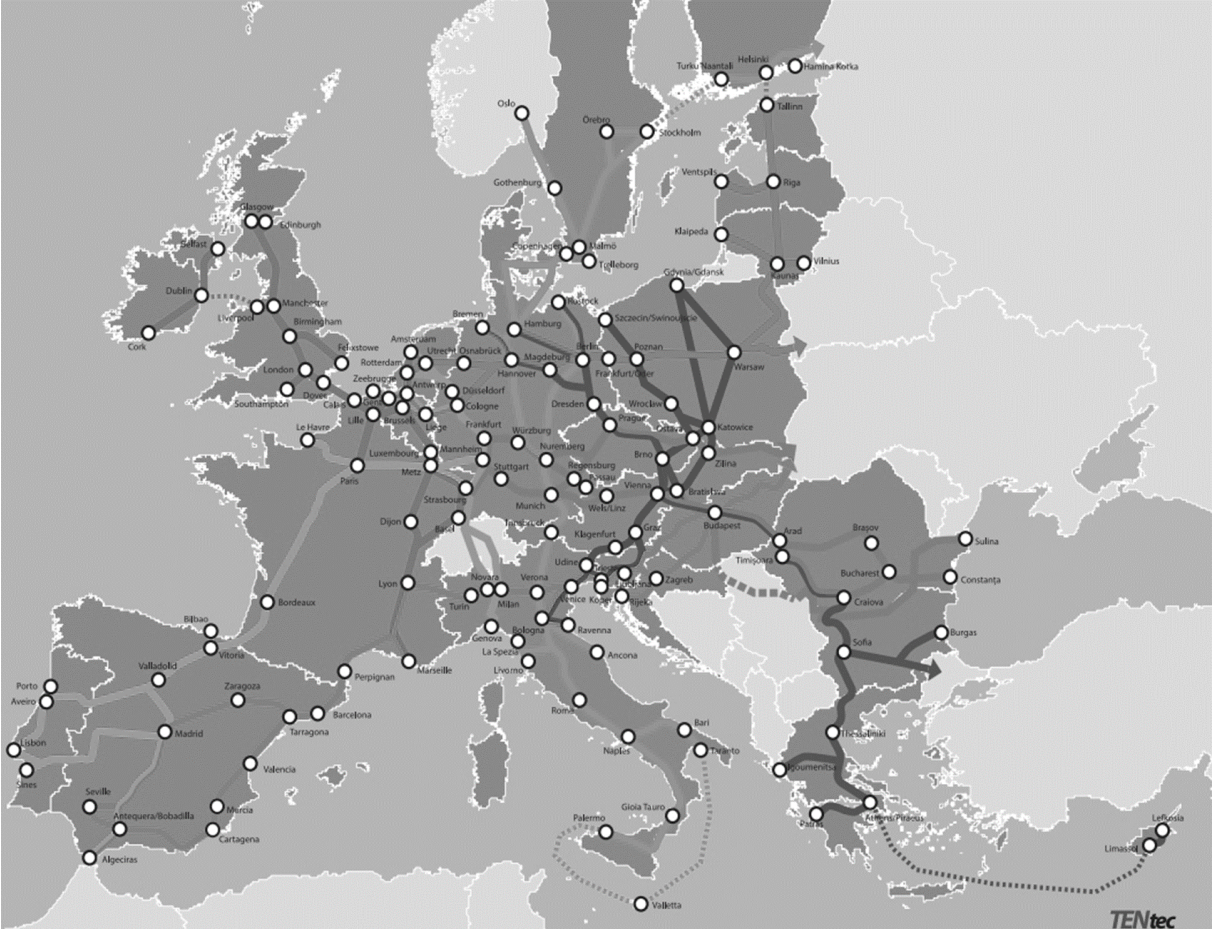 Helsinki
Turku Naantali
Hamina Kotka
Oslo
Tallinn
Örebro
Stockholm
Ventspils
Riga
Gothenburg
Glasgow
Edinburgh
Klaipeda
Belfast
Copenhagen
Malmö
Trelleborg
Kaunas
Vilnius
Gdynia/Gdansk
Dublin
Liverpool
Manchester
Rostock
Szczecin/Swinoujscie
Cork
Birmingham
Bremen
Hamburg
Amsterdam
Felixstowe
Utrecht
Osnabrück
Berlin
Poznan
Rotterdam
Magdeburg
Hannover
Frankfurt/Oder
Warsaw
London
Zeebrugge
Antwerp
Düsseldorf
Southampton
Dover
Calais
Cologne
Dresden
Wroclaw
Lille
Brussels
Liege
Prague
Katowice
Le Havre
Frankfurt
Würzburg
Ostava
Luxembourg
Mannheim
Nuremberg
Brno
Zilina
Paris
Metz
Stuttgart
Regensburg
Passau
Strasbourg
Munich
Wels/Linz
Vienna
Bratislava
Dijon
Basel
Innsbruck
Klagenfurt
Graz
Budapest
Arad
Braşov
Sulina
Udine
Timişoara
Lyon
Novara
Verona
Zagreb
Bucharest
Constanţa
Turin
Milan
Venice
Koper
Rijeka
Craiova
Bordeaux
Bilbao
Genova
Bologna
Ravenna
Burgas
Vitoria
La Spezia
Sofia
Valladolid
Livorno
Ancona
Marseille
Perpignan
Porto
Zaragoza
Aveiro
Rome
Barcelona
Tarragona
Bari
Madrid
Thessaliniki
Lisbon
Naples
Taranto
Valencia
Igoumenitsa
Sines
Seville
Murcia
Gioia Tauro
Antequera/Bobadilla
Palermo
Patras
Athens/Piraeus
Cartagena
Lefkosia
Limassol
Algeciras
Valletta
TENtec